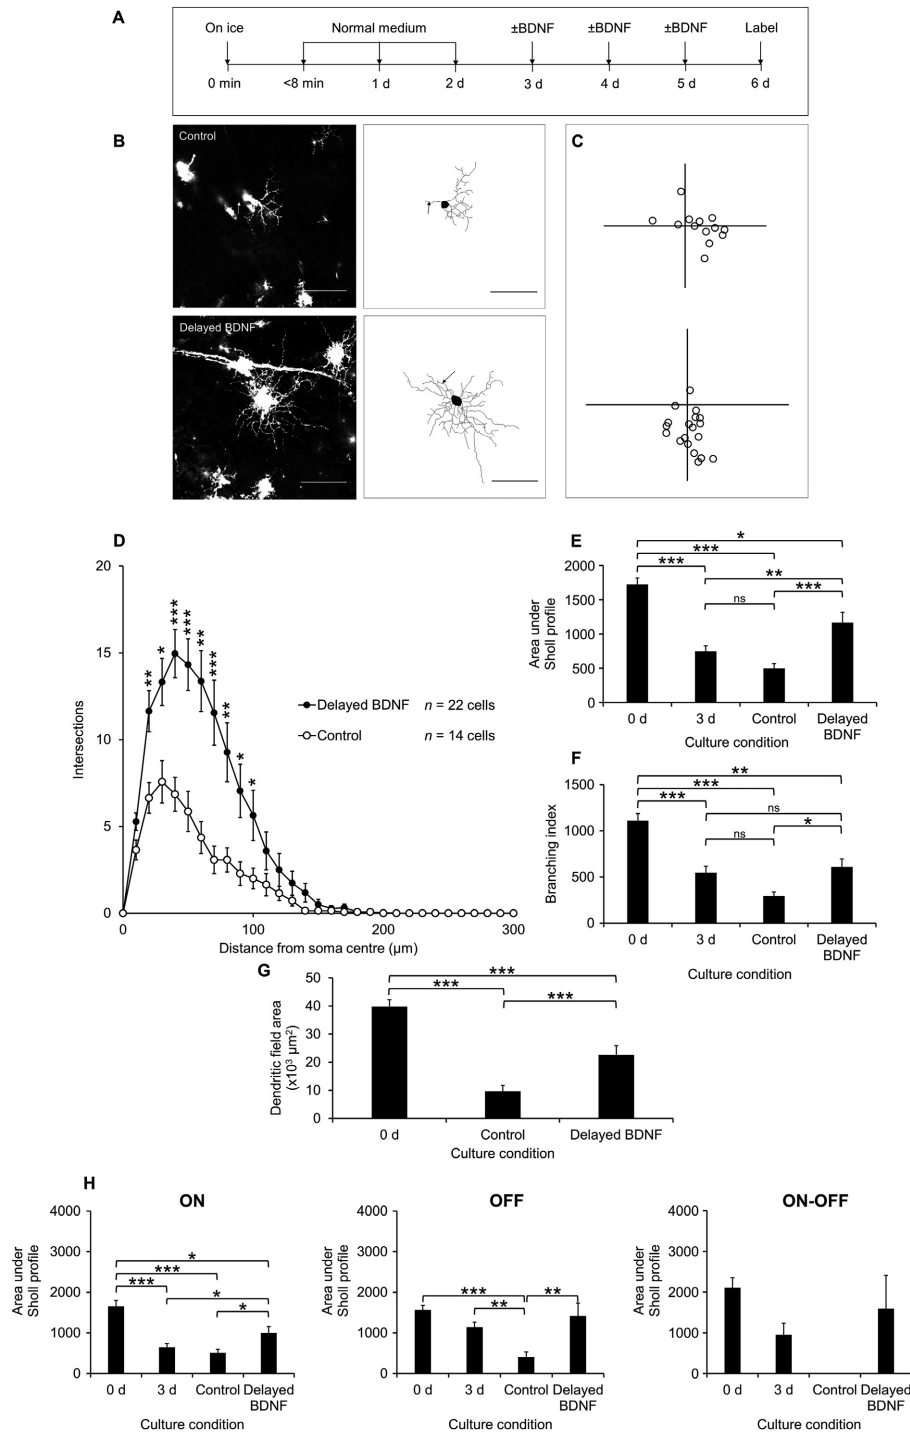 A
On ice
Normal medium
±BDNF
±BDNF
±BDNF
Label
0 min
<8 min
1 d
2 d
3 d
4 d
5 d
6 d
B
Control
Delayed BDNF
C
D
Intersections
20
15
10
5
0
***
***
***
**
**
**
*
*
*
Delayed BDNF n = 22 cells
Control n = 14 cells
0
100
200
300
Distance from soma centre (µm)
E
Area under
Sholl profile
2000
1500
1000
500
0
*
***
***
**
***
ns
0 d
3 d
Control
Delayed
BDNF
Culture condition
F
Branching index
1500
1000
500
0
**
***
***
ns
*
ns
0 d
3 d
Control
Delayed
BDNF
Culture condition
G
Dendritic field area
(x10³ µm²)
50
40
30
20
10
0
***
***
***
0 d
Control
Delayed BDNF
Culture condition
H
ON
Area under
Sholl profile
4000
3000
2000
1000
0
*
***
***
*
*
0 d
3 d
Control
Delayed
BDNF
Culture condition
OFF
Area under
Sholl profile
4000
3000
2000
1000
0
***
**
**
0 d
3 d
Control
Delayed
BDNF
Culture condition
ON-OFF
Area under
Sholl profile
4000
3000
2000
1000
0
0 d
3 d
Control
Delayed
BDNF
Culture condition